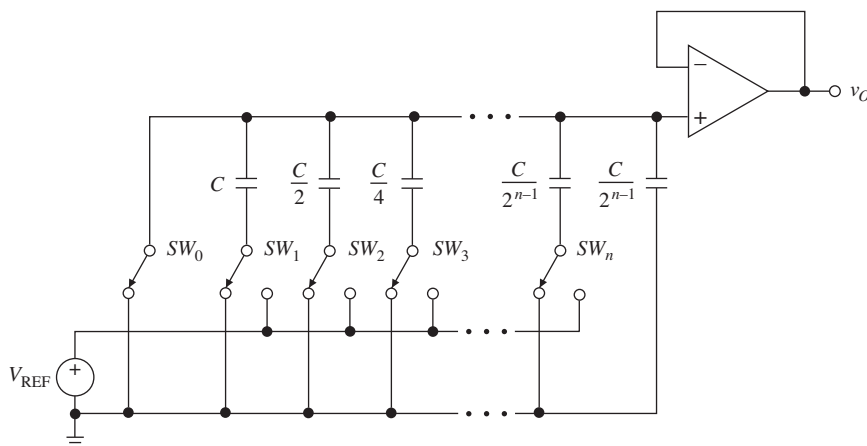 −
+
v_O
C
C/2
C/4
C/2^{n–1}
C/2^{n–1}
SW_0
SW_1
SW_2
SW_3
SW_n
V_REF
+